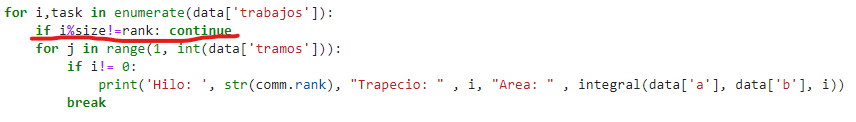 for i,task in enumerate(data['trabajos']):
    if i%size!=rank: continue
    for j in range(1, int(data['tramos'])):
        if i!= 0:
            print('Hilo: ', str(comm.rank), "Trapecio: " , i, "Area: " , integral(data['a'], data['b'], i))
        break